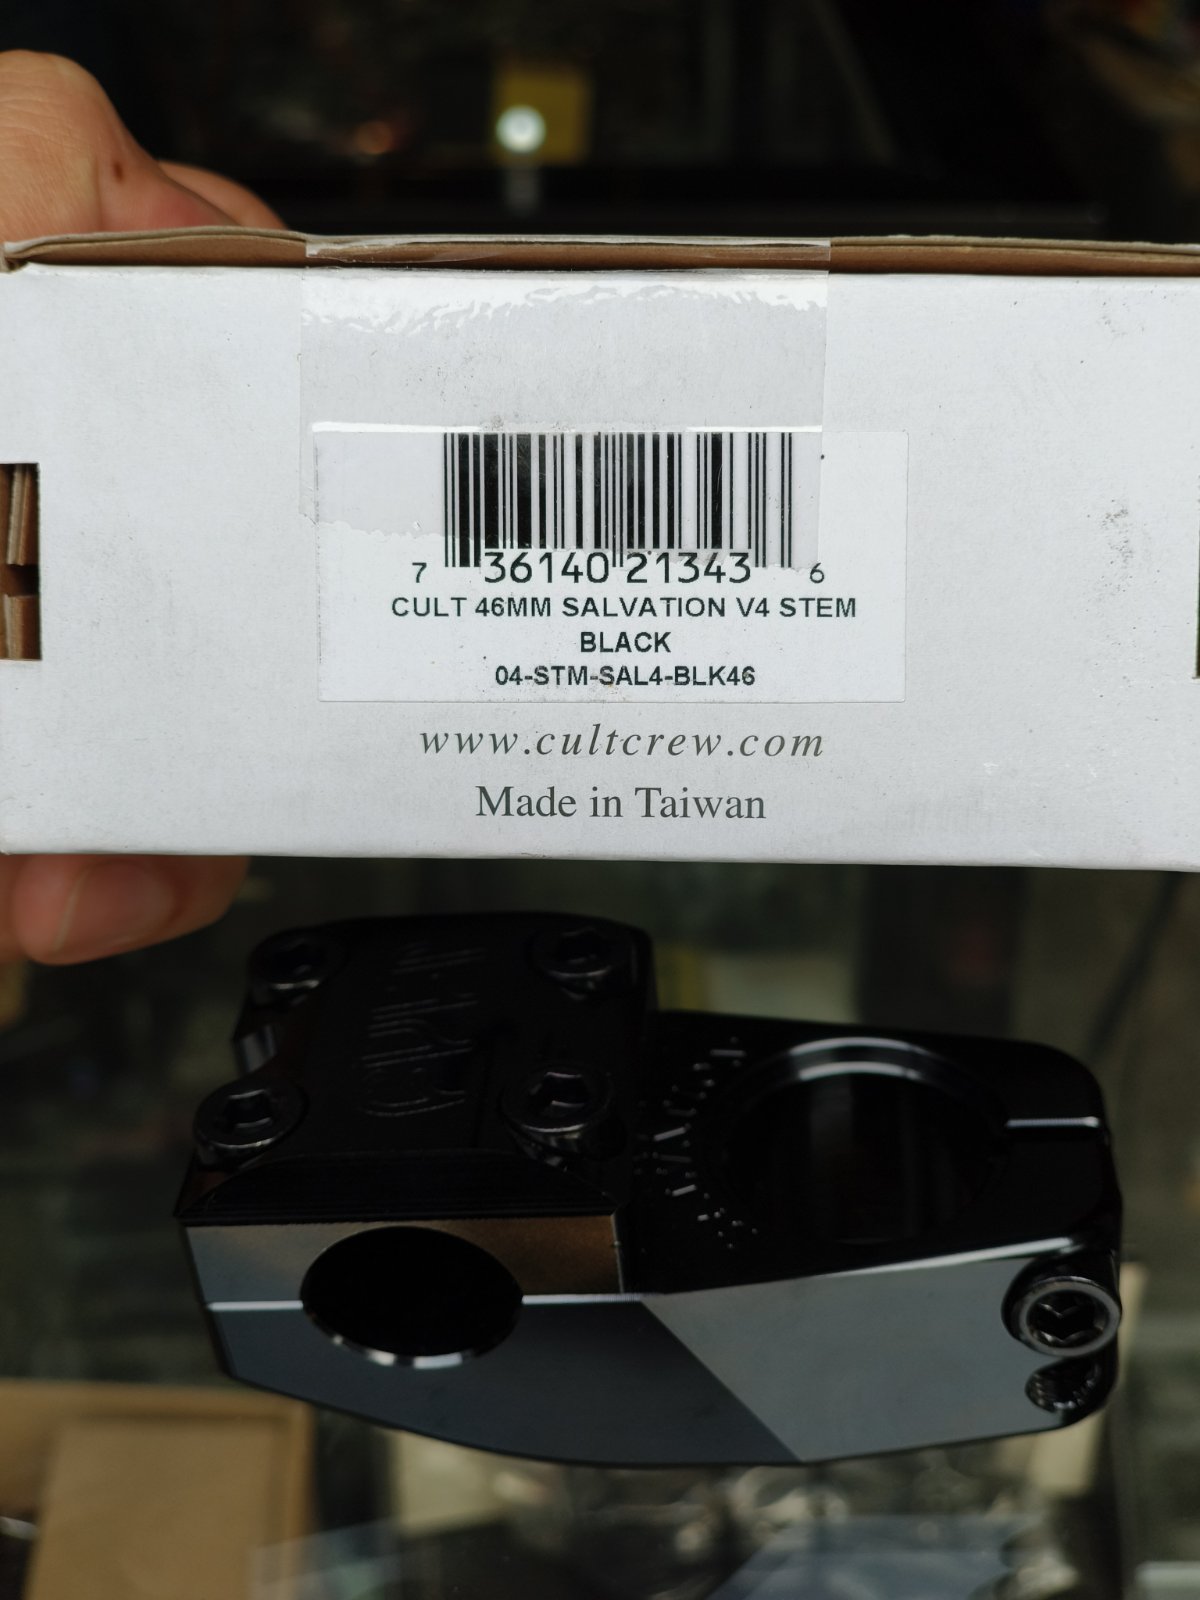 7 36140 21343 6
CULT 46MM SALVATION V4 STEM
BLACK
04-STM-SAL4-BLK46
www.cultcrew.com
Made in Taiwan